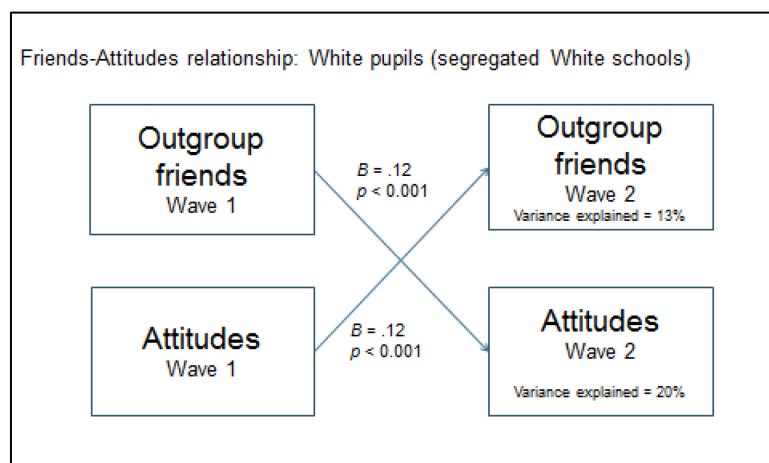 Friends-Attitudes relationship: White pupils (segregated White schools)
Outgroup
friends
Wave 1
B = .12
p < 0.001
Outgroup
friends
Wave 2
Variance explained = 13%
Attitudes
Wave 1
B = .12
p < 0.001
Attitudes
Wave 2
Variance explained = 20%